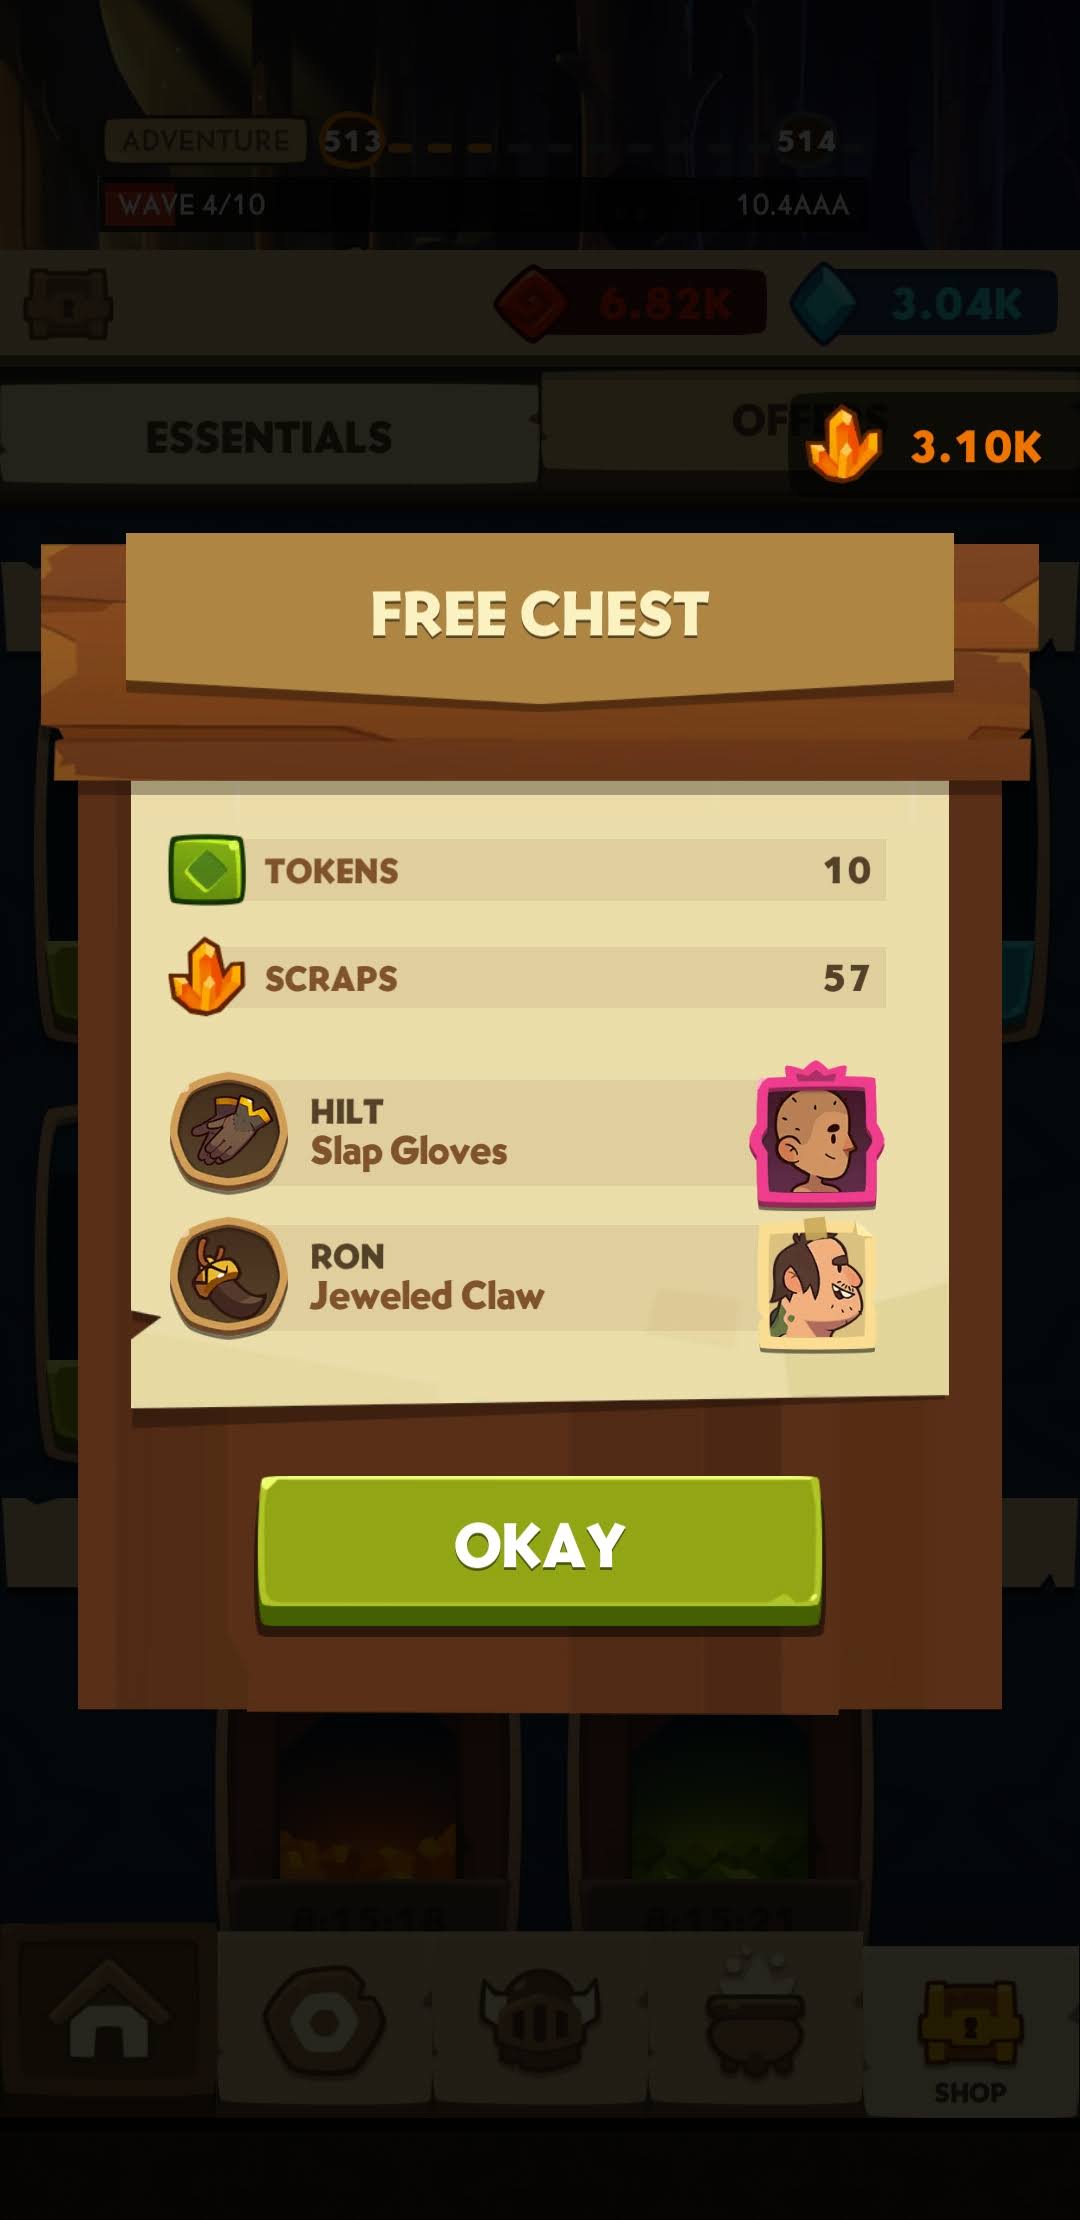 ADVENTURE 513 514
WAVE 4/10 10.4AAA
6.82K 3.04K
ESSENTIALS
3.10K
FREE CHEST
TOKENS 10
SCRAPS 57
HILT
Slap Gloves
RON
Jeweled Claw
OKAY
SHOP